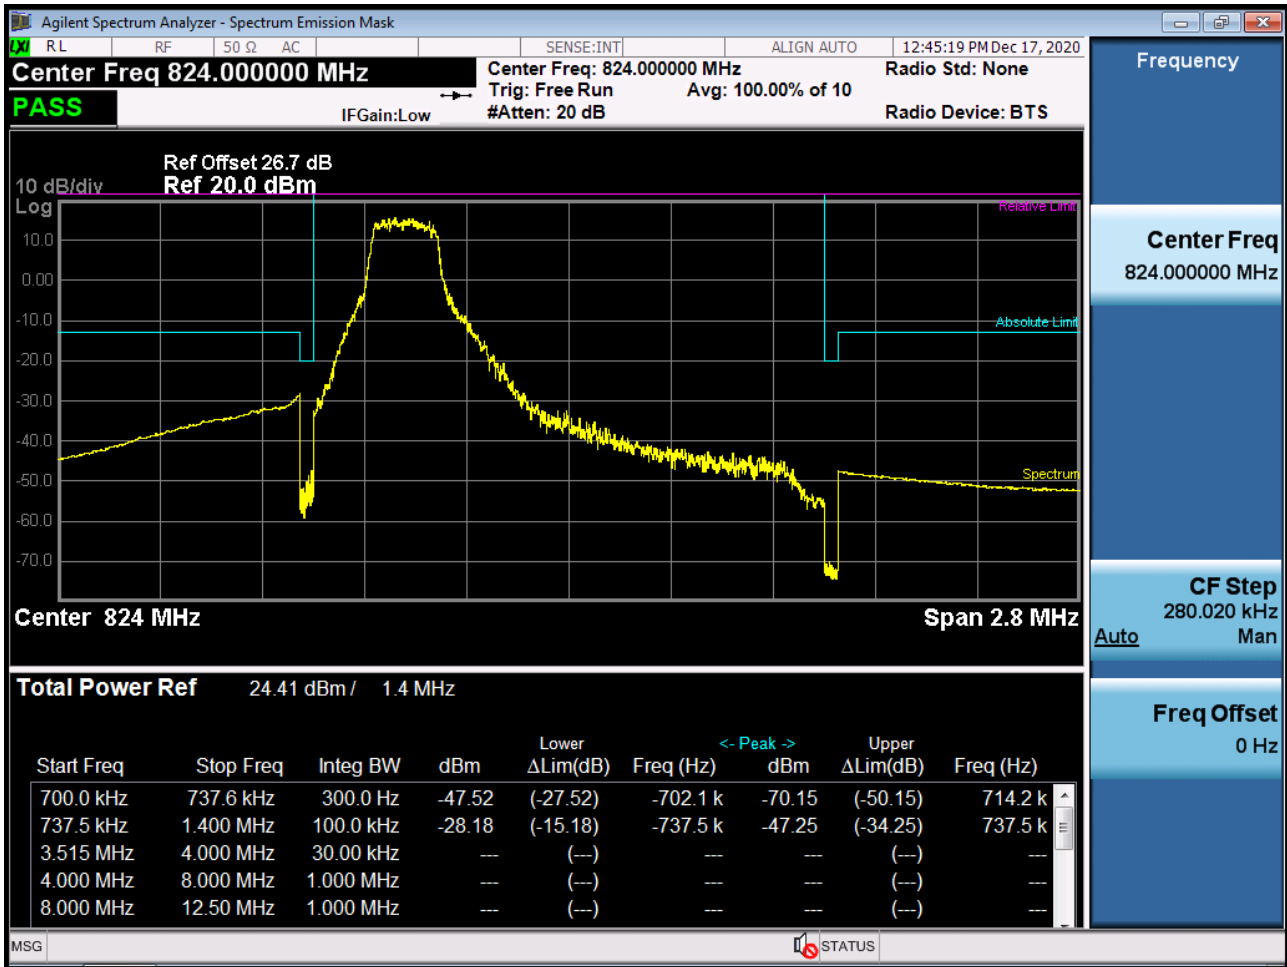 Agilent Spectrum Analyzer - Spectrum Emission Mask
LXI RL RF 50 Ω AC SENSE:INT ALIGN AUTO 12:45:19 PM Dec 17, 2020
Center Freq 824.000000 MHz
PASS
IFGain:Low
Center Freq: 824.000000 MHz
Trig: Free Run Avg: 100.00% of 10
#Atten: 20 dB
Radio Std: None
Radio Device: BTS
Ref Offset 26.7 dB
10 dB/div Ref 20.0 dBm
Log
Relative Limit
10.0
0.00
-10.0
Absolute Limit
-20.0
-30.0
-40.0
-50.0
Spectrum
-60.0
-70.0
Center 824 MHz Span 2.8 MHz
Total Power Ref 24.41 dBm / 1.4 MHz
Lower <- Peak -> Upper
Start Freq Stop Freq Integ BW dBm ΔLim(dB) Freq (Hz) dBm ΔLim(dB) Freq (Hz)
700.0 kHz 737.6 kHz 300.0 Hz -47.52 (-27.52) -702.1 k -70.15 (-50.15) 714.2 k
737.5 kHz 1.400 MHz 100.0 kHz -28.18 (-15.18) -737.5 k -47.25 (-34.25) 737.5 k
3.515 MHz 4.000 MHz 30.00 kHz --- (---) --- --- (---) ---
4.000 MHz 8.000 MHz 1.000 MHz --- (---) --- --- (---) ---
8.000 MHz 12.50 MHz 1.000 MHz --- (---) --- --- (---) ---
MSG STATUS
Frequency
Center Freq
824.000000 MHz
CF Step
280.020 kHz
Auto Man
Freq Offset
0 Hz